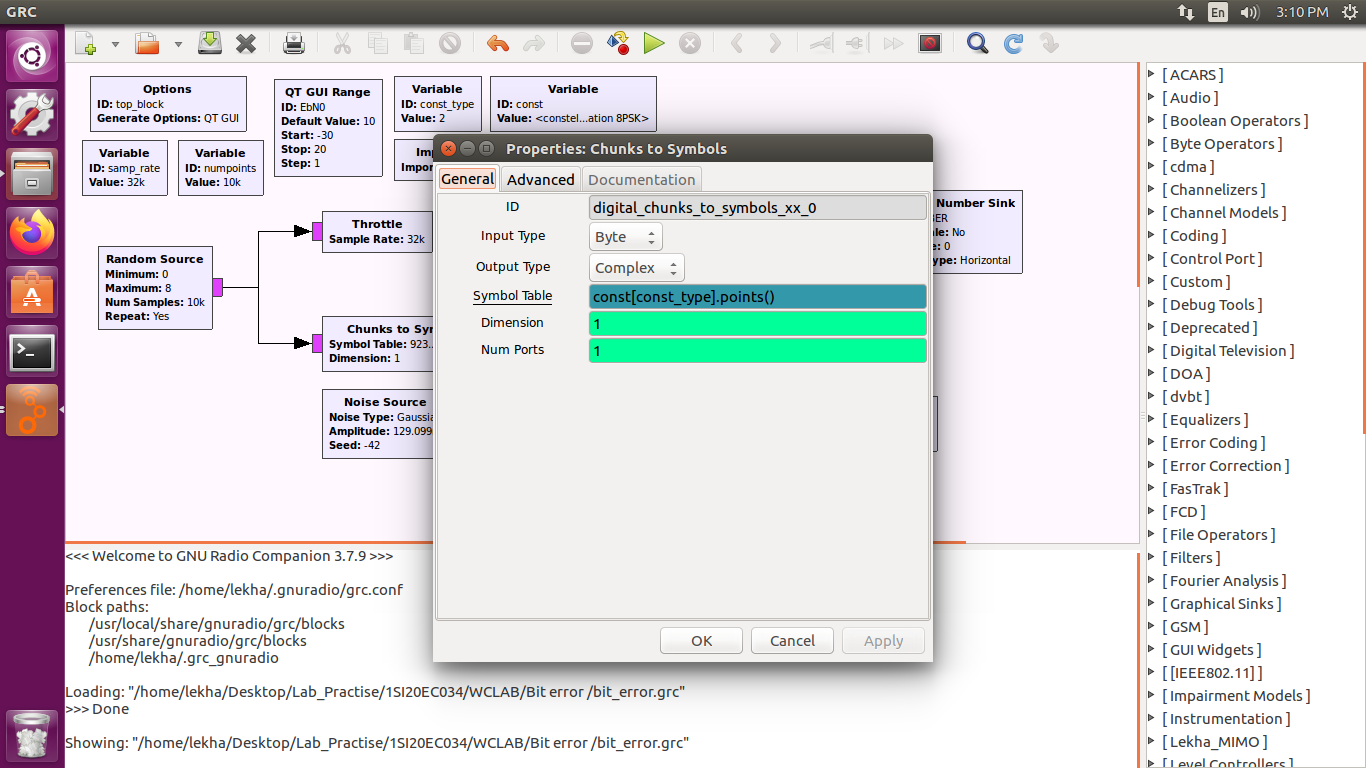 GRC
En
3:10 PM
Options
ID: top_block
Generate Options: QT GUI
QT GUI Range
ID: EbN0
Default Value: 10
Start: -30
Stop: 20
Step: 1
Variable
ID: const_type
Value: 2
Variable
ID: const
Value: <constel...ation 8PSK>
Variable
ID: samp_rate
Value: 32k
Variable
ID: numpoints
Value: 10k
Throttle
Sample Rate: 32k
Random Source
Minimum: 0
Maximum: 8
Num Samples: 10k
Repeat: Yes
Chunks to Syn
Symbol Table: 923..
Dimension: 1
Noise Source
Noise Type: Gaussia
Amplitude: 129.099
Seed: -42
Number Sink
Type: Horizontal
Properties: Chunks to Symbols
General
Advanced
Documentation
ID
digital_chunks_to_symbols_xx_0
Input Type
Byte
Output Type
Complex
Symbol Table
const[const_type].points()
Dimension
1
Num Ports
1
OK
Cancel
Apply
<<< Welcome to GNU Radio Companion 3.7.9 >>>
Preferences file: /home/lekha/.gnuradio/grc.conf
Block paths:
/usr/local/share/gnuradio/grc/blocks
/usr/share/gnuradio/grc/blocks
/home/lekha/.grc_gnuradio
Loading: "/home/lekha/Desktop/Lab_Practise/1SI20EC034/WCLAB/Bit error /bit_error.grc"
>>> Done
Showing: "/home/lekha/Desktop/Lab_Practise/1SI20EC034/WCLAB/Bit error /bit_error.grc"
[ ACARS ]
[ Audio ]
[ Boolean Operators ]
[ Byte Operators ]
[ cdma ]
[ Channelizers ]
[ Channel Models ]
[ Coding ]
[ Control Port ]
[ Custom ]
[ Debug Tools ]
[ Deprecated ]
[ Digital Television ]
[ DOA ]
[ dvbt ]
[ Equalizers ]
[ Error Coding ]
[ Error Correction ]
[ FasTrak ]
[ FCD ]
[ File Operators ]
[ Filters ]
[ Fourier Analysis ]
[ Graphical Sinks ]
[ GSM ]
[ GUI Widgets ]
[ [IEEE802.11] ]
[ Impairment Models ]
[ Instrumentation ]
[ Lekha_MIMO ]
[ Level Controllers ]